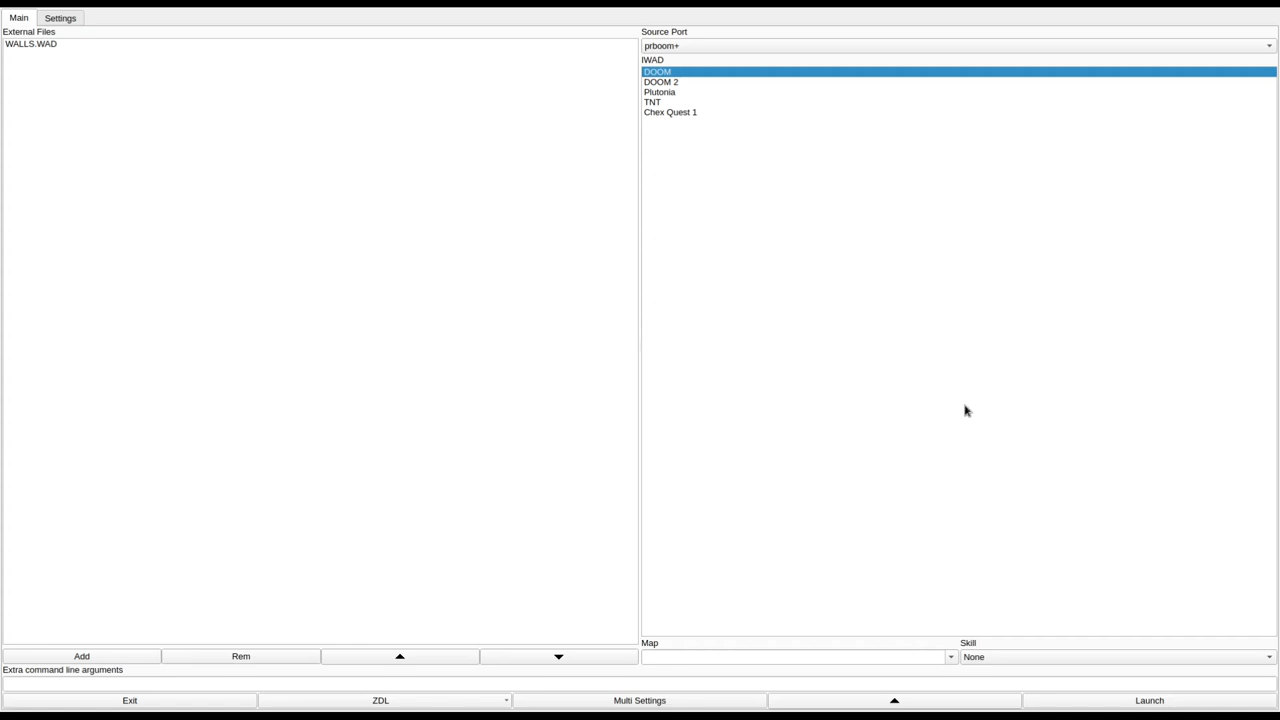 Main Settings
External Files
WALLS.WAD
Source Port
prboom+
IWAD
DOOM
DOOM 2
Plutonia
TNT
Chex Quest 1
Add Rem
Map Skill
None
Extra command line arguments
Exit ZDL Multi Settings Launch